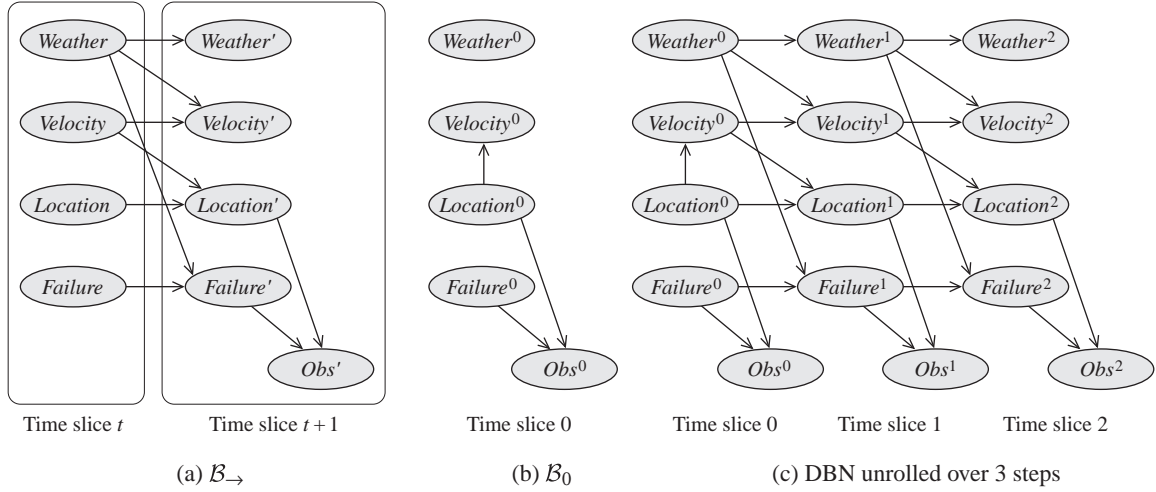 Weather Weather' Weather⁰ Weather⁰ Weather¹ Weather²
Velocity Velocity' Velocity⁰ Velocity⁰ Velocity¹ Velocity²
Location Location' Location⁰ Location⁰ Location¹ Location²
Failure Failure' Failure⁰ Failure⁰ Failure¹ Failure²
Obs' Obs⁰ Obs⁰ Obs¹ Obs²
Time slice t Time slice t+1 Time slice 0 Time slice 0 Time slice 1 Time slice 2
(a) ℬ→ (b) ℬ₀ (c) DBN unrolled over 3 steps